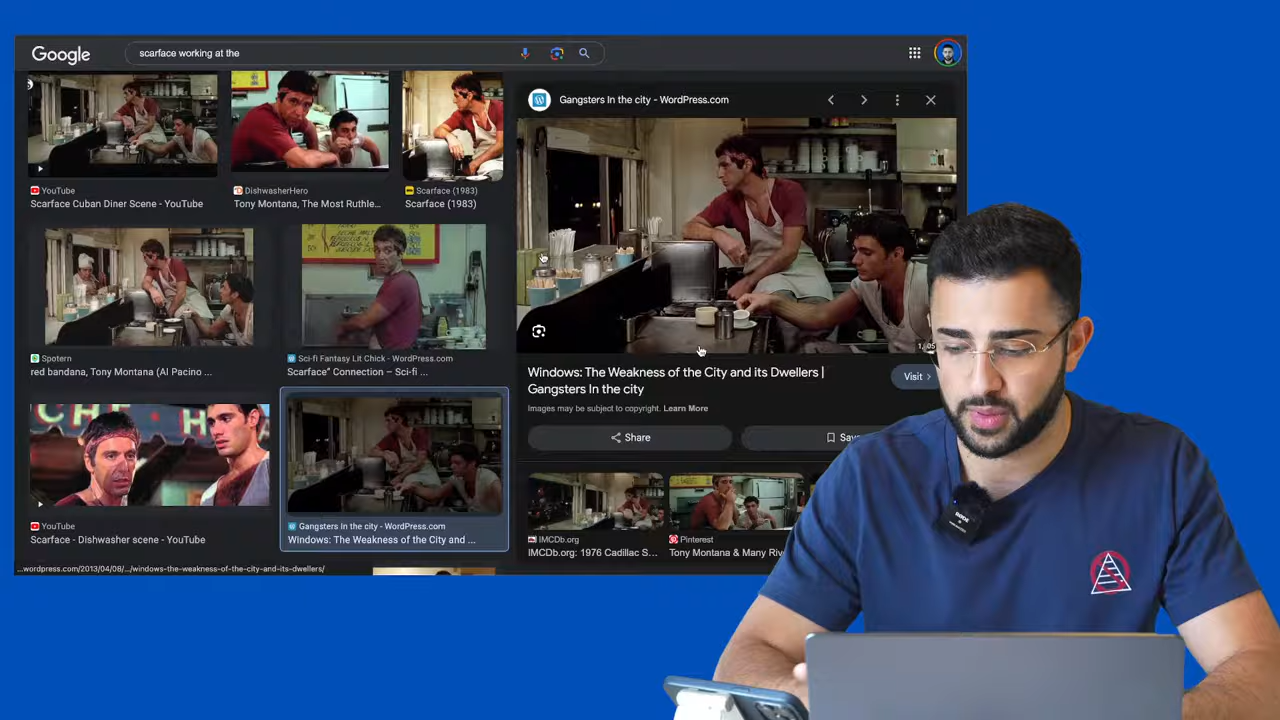 Google
scarface working at the
Gangsters In the city - WordPress.com
YouTube
Scarface Cuban Diner Scene - YouTube
DishwasherHero
Tony Montana, The Most Ruthle...
Scarface (1983)
Scarface (1983)
Spotern
red bandana, Tony Montana (Al Pacino ...
Sci-fi Fantasy Lit Chick - WordPress.com
Scarface" Connection – Sci-fi ...
Windows: The Weakness of the City and its Dwellers |
Gangsters In the city
Visit
Images may be subject to copyright. Learn More
Share
Sav
YouTube
Scarface - Dishwasher scene - YouTube
Gangsters In the city - WordPress.com
Windows: The Weakness of the City and ...
IMCDb.org
IMCDb.org: 1976 Cadillac S...
Pinterest
Tony Montana & Many Riv
...wordpress.com/2013/04/08/.../windows-the-weakness-of-the-city-and-its-dwellers/